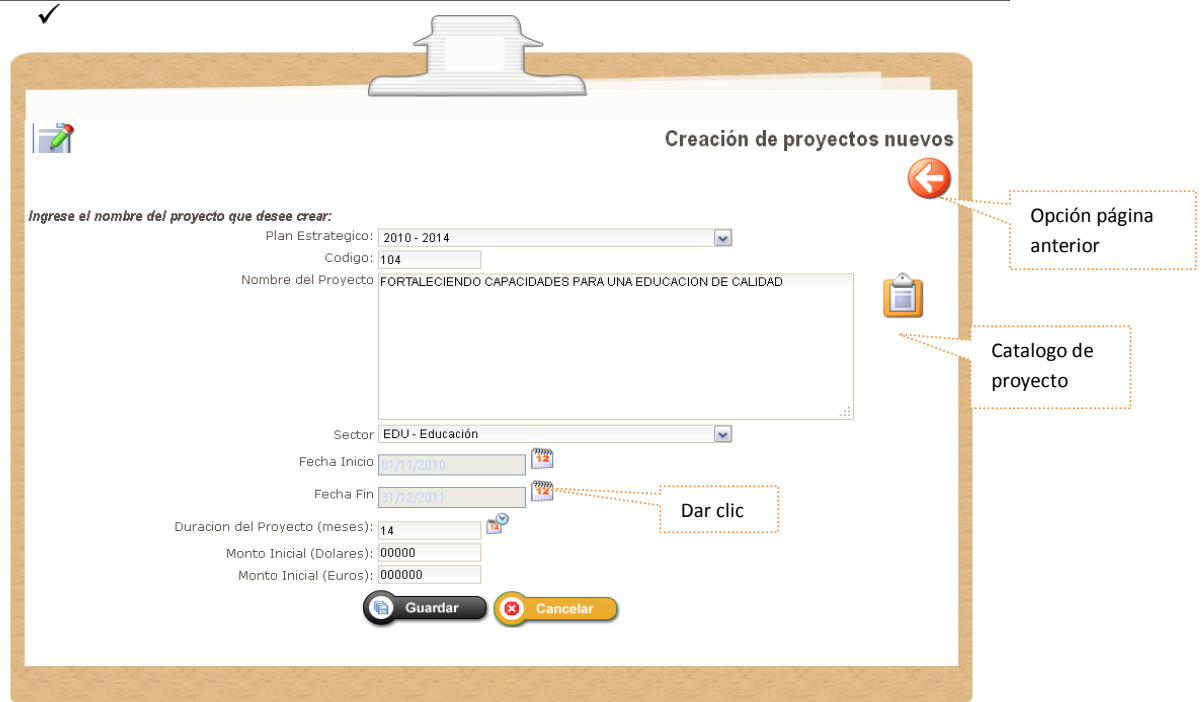 Creación de proyectos nuevos
Opción página
anterior
Ingrese el nombre del proyecto que desee crear:
Plan Estrategico: 2010 - 2014
Codigo: 104
Nombre del Proyecto FORTALECIENDO CAPACIDADES PARA UNA EDUCACION DE CALIDAD
Catalogo de
proyecto
Sector EDU - Educación
Fecha Inicio 01/11/2010 12
Fecha Fin 31/12/2011 12
Dar clic
Duracion del Proyecto (meses): 14 12
Monto Inicial (Dolares): 00000
Monto Inicial (Euros): 000000
Guardar Cancelar